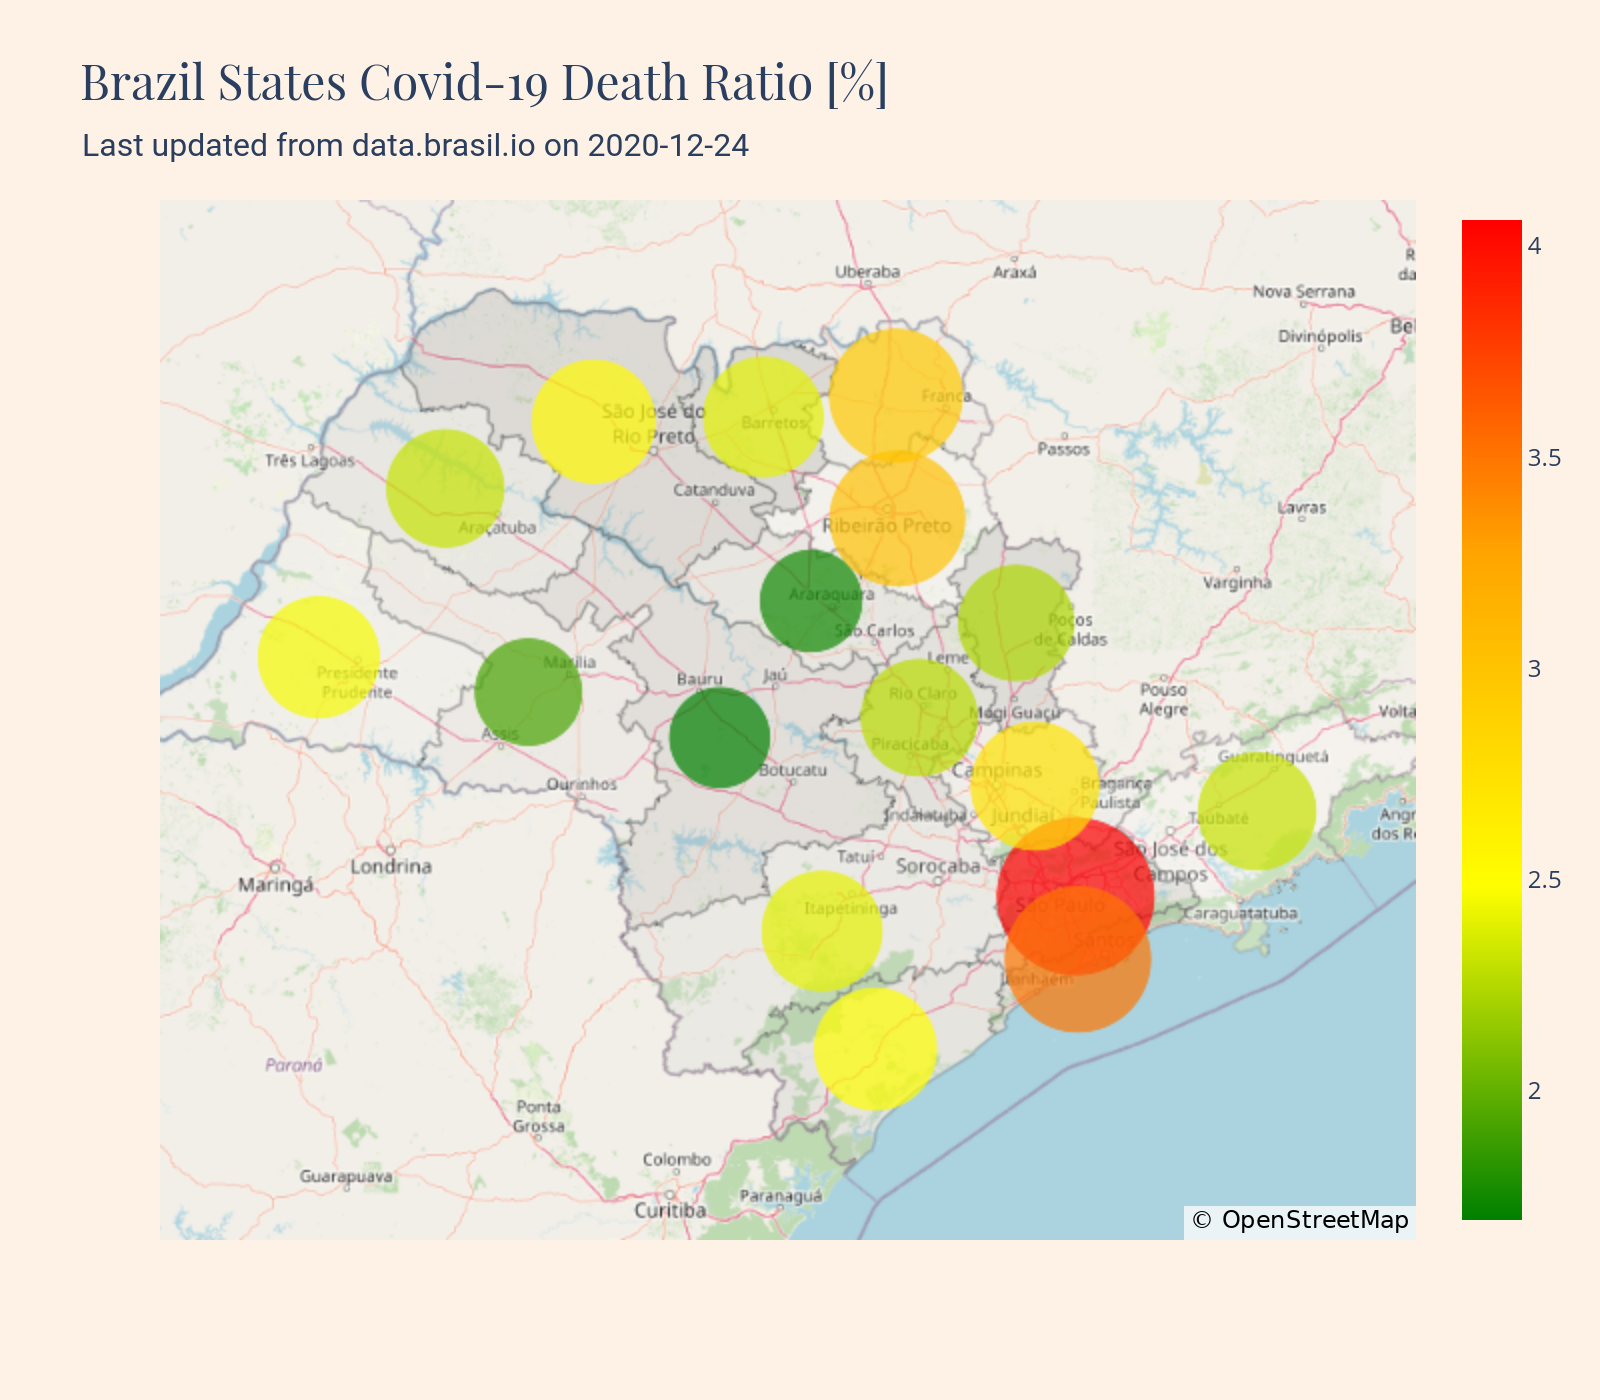 Brazil States Covid-19 Death Ratio [%]
Last updated from data.brasil.io on 2020-12-24
Uberaba
Araxá
R
da
Nova Serrana
Divinópolis
Bel
São José do
Rio Preto
Barretos
Franca
Passos
Três Lagoas
Catanduva
Araçatuba
Ribeirão Preto
Lavras
Varginha
Araraquara
São Carlos
Poços
de Caldas
Leme
Presidente
Prudente
Marília
Bauru
Jaú
Rio Claro
Mogi Guaçu
Pouso
Alegre
Volta
Assis
Piracicaba
Guaratinguetá
Ourinhos
Botucatu
Campinas
Bragança
Paulista
Indaiatuba
Jundiaí
Taubaté
Angr
dos Re
Londrina
Maringá
Tatuí
Sorocaba
São José dos
Campos
Itapetininga
São Paulo
Caraguatatuba
Santos
Itanhaém
Paraná
Ponta
Grossa
Guarapuava
Colombo
Curitiba
Paranaguá
© OpenStreetMap
4
3.5
3
2.5
2